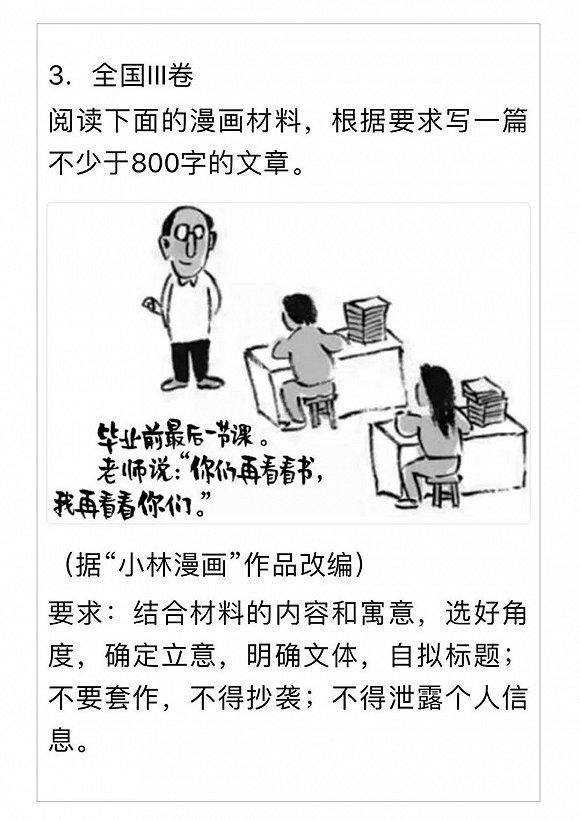 3．全国III卷
阅读下面的漫画材料，根据要求写一篇
不少于800字的文章。
毕业前最后一节课。
老师说：“你们再看看书，
我再看看你们。”
（据“小林漫画”作品改编）
要求：结合材料的内容和寓意，选好角
度，确定立意，明确文体，自拟标题；
不要套作，不得抄袭；不得泄露个人信
息。